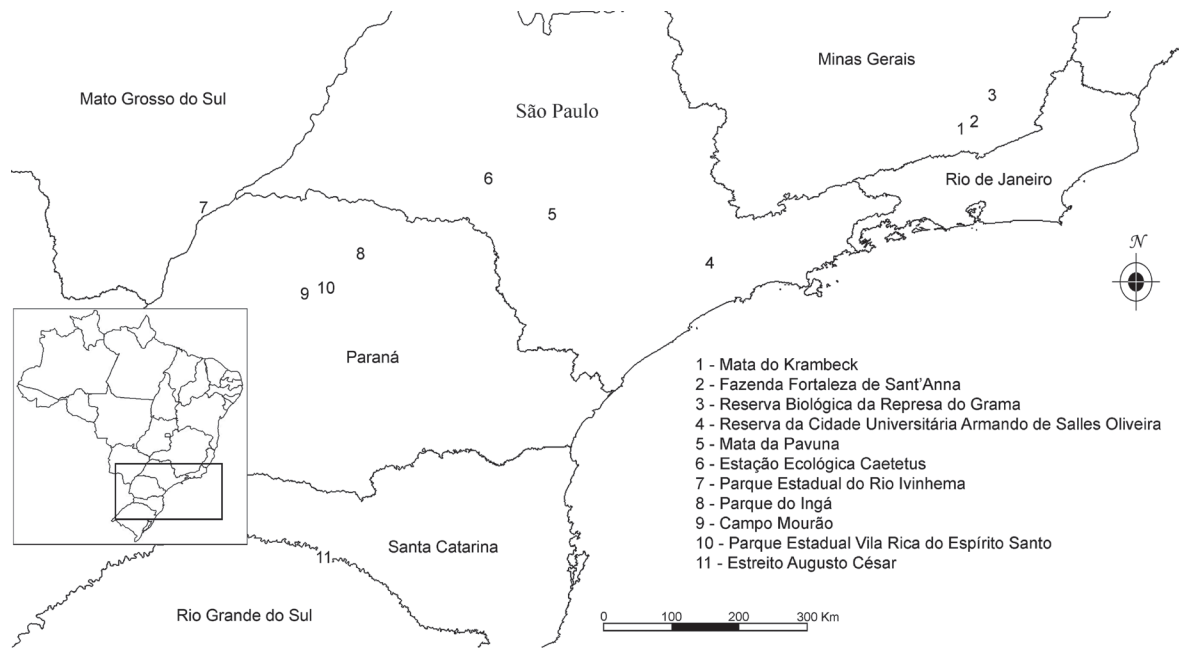 Minas Gerais
Mato Grosso do Sul
São Paulo
3
2
1
6
Rio de Janeiro
7
5
N
8
4
9
10
Paraná
1 - Mata do Krambeck
2 - Fazenda Fortaleza de Sant'Anna
3 - Reserva Biológica da Represa do Grama
4 - Reserva da Cidade Universitária Armando de Salles Oliveira
5 - Mata da Pavuna
6 - Estação Ecológica Caetetus
7 - Parque Estadual do Rio Ivinhema
8 - Parque do Ingá
9 - Campo Mourão
10 - Parque Estadual Vila Rica do Espírito Santo
11 - Estreito Augusto César
Santa Catarina
11
Rio Grande do Sul
0 100 200 300 Km